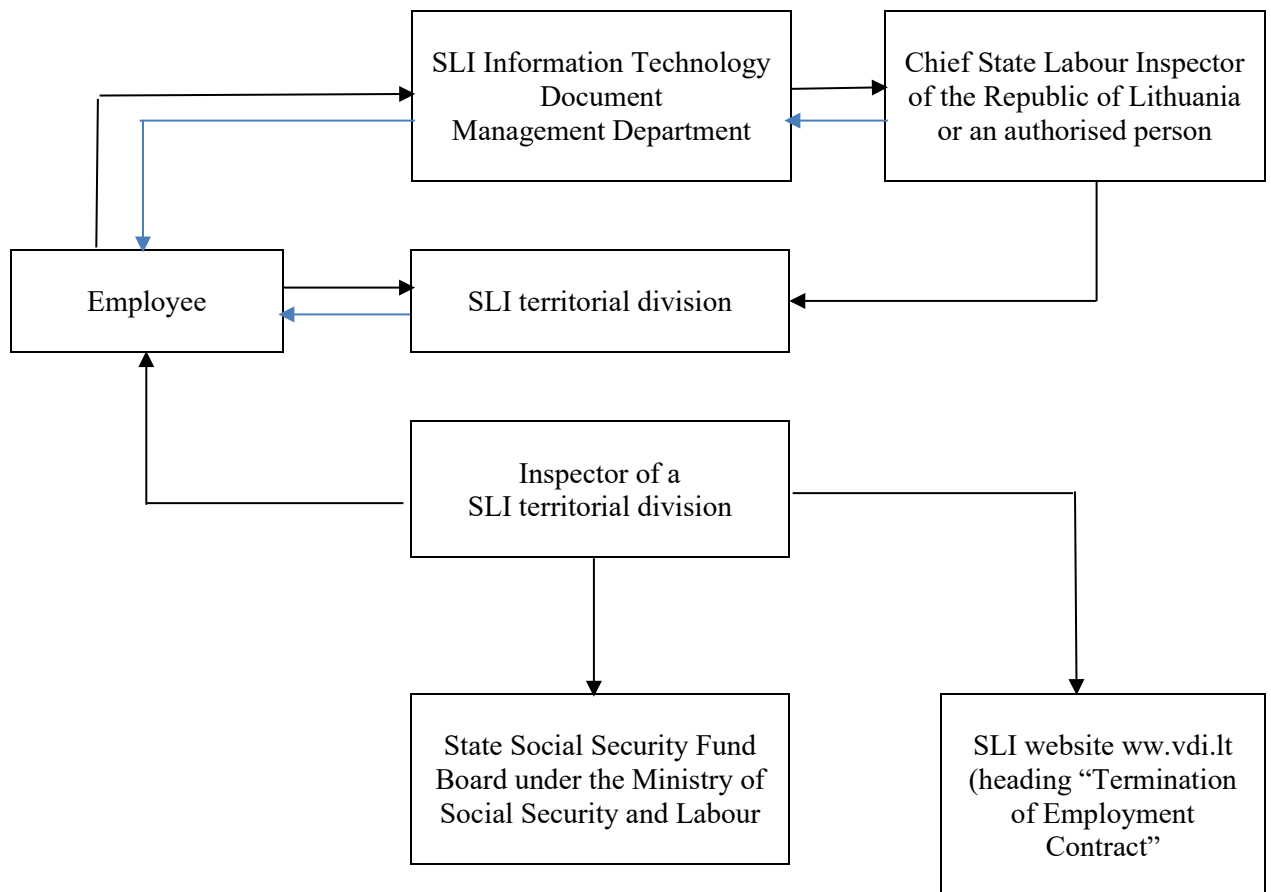 SLI Information Technology
Document
Management Department
Chief State Labour Inspector
of the Republic of Lithuania
or an authorised person
Employee
SLI territorial division
Inspector of a
SLI territorial division
State Social Security Fund
Board under the Ministry of
Social Security and Labour
SLI website ww.vdi.lt
(heading “Termination
of Employment
Contract”